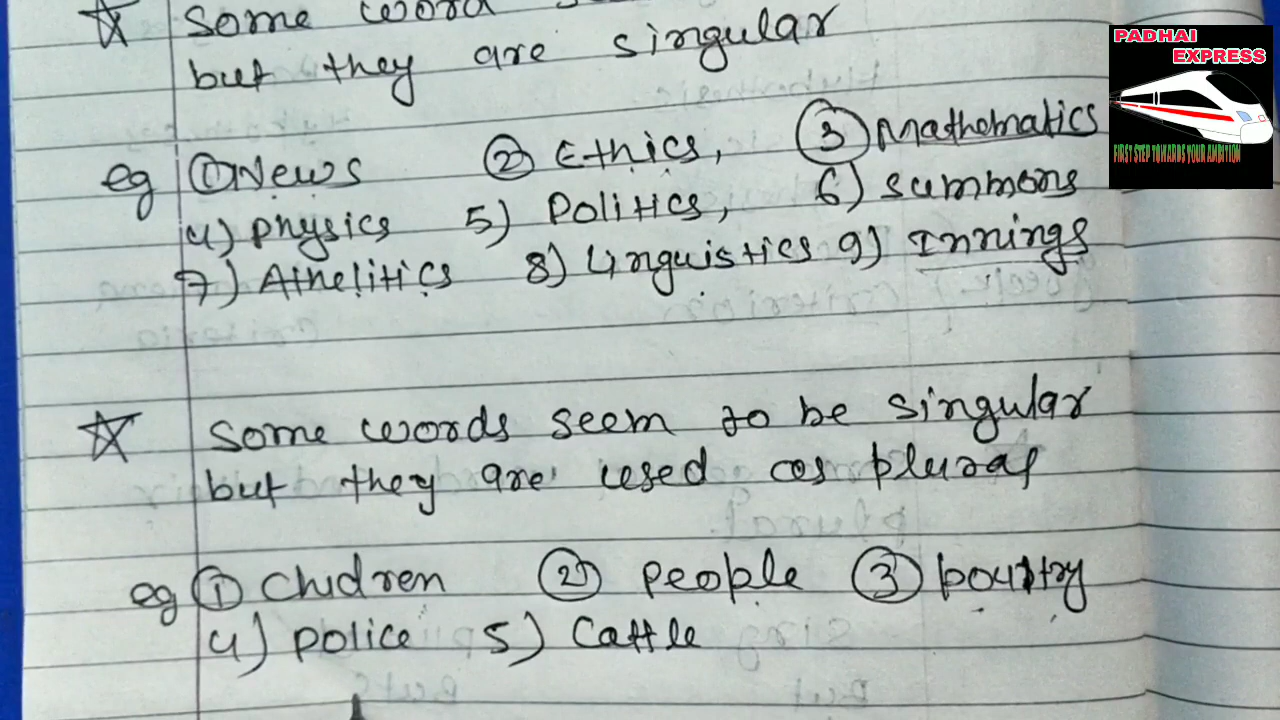 ☆ Some word
but they are singular
eg ① News ② Ethics, ③ Mathematics
4) Physics 5) Politics, 6) Summons
7) Athelitics 8) Linguistics 9) Innings
☆ Some words seem to be singular
but they are used as plural
eg ① Chidren ② People ③ poultry
4) police 5) Cattle
PADHAI
EXPRESS
FIRST STEP TOWARDS YOUR AMBITION